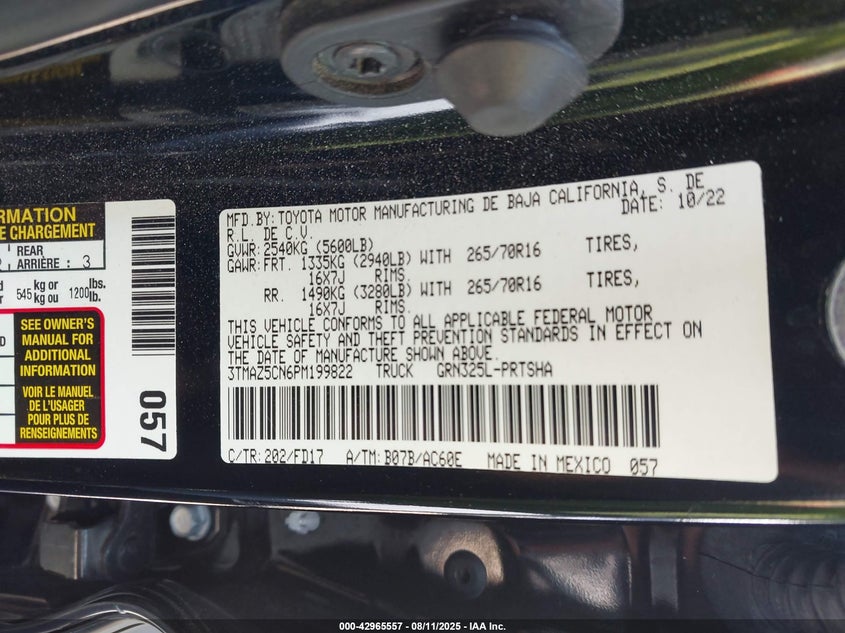 RMATION
E CHARGEMENT
REAR
ARRIÈRE : 3
545 kg or 1200 lbs.
kg ou lb.
SEE OWNER'S
MANUAL FOR
ADDITIONAL
INFORMATION
VOIR LE MANUEL
DE L'USAGER
POUR PLUS DE
RENSEIGNEMENTS
057
MFD.BY:TOYOTA MOTOR MANUFACTURING DE BAJA CALIFORNIA, S. DE
R.L. DE C.V. DATE: 10/22
GVWR:2540KG (5600LB)
GAWR:FRT. 1335KG (2940LB) WITH 265/70R16 TIRES,
16X7J RIMS
RR. 1490KG (3280LB) WITH 265/70R16 TIRES,
16X7J RIMS.
THIS VEHICLE CONFORMS TO ALL APPLICABLE FEDERAL MOTOR
VEHICLE SAFETY AND THEFT PREVENTION STANDARDS IN EFFECT ON
THE DATE OF MANUFACTURE SHOWN ABOVE.
3TMAZ5CN6PM199822 TRUCK GRN325L-PRTSHA
C/TR:202/FD17 A/TM:B07B/AC60E MADE IN MEXICO 057
000-42965557 - 08/11/2025 - IAA Inc.